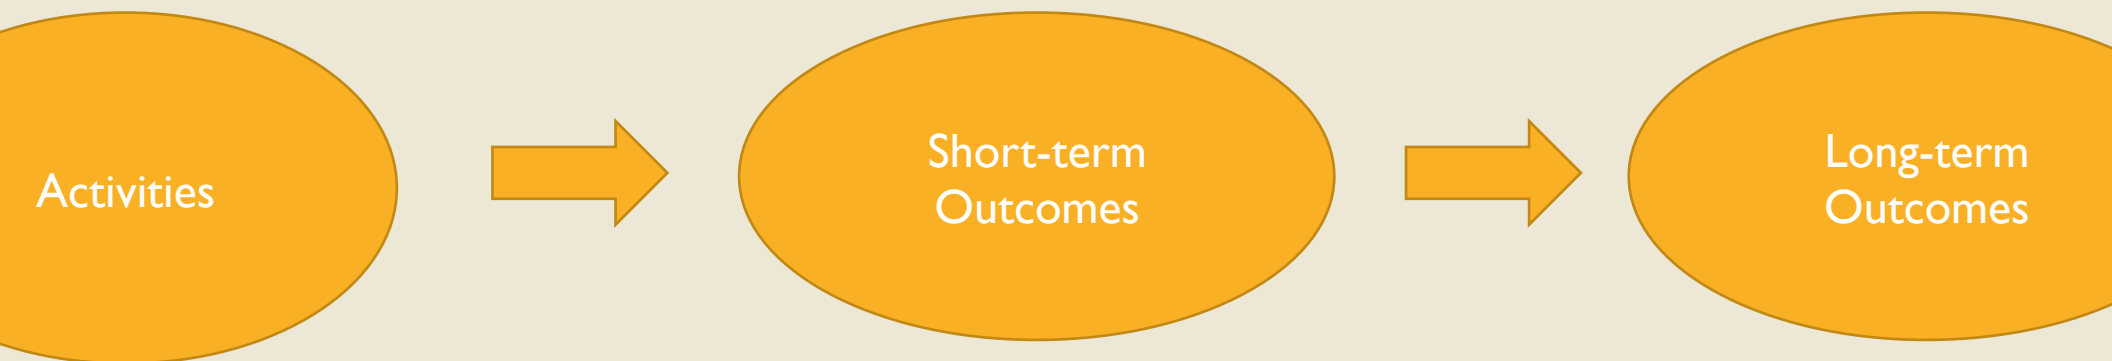 Activities
Short-term
Outcomes
Long-term
Outcomes